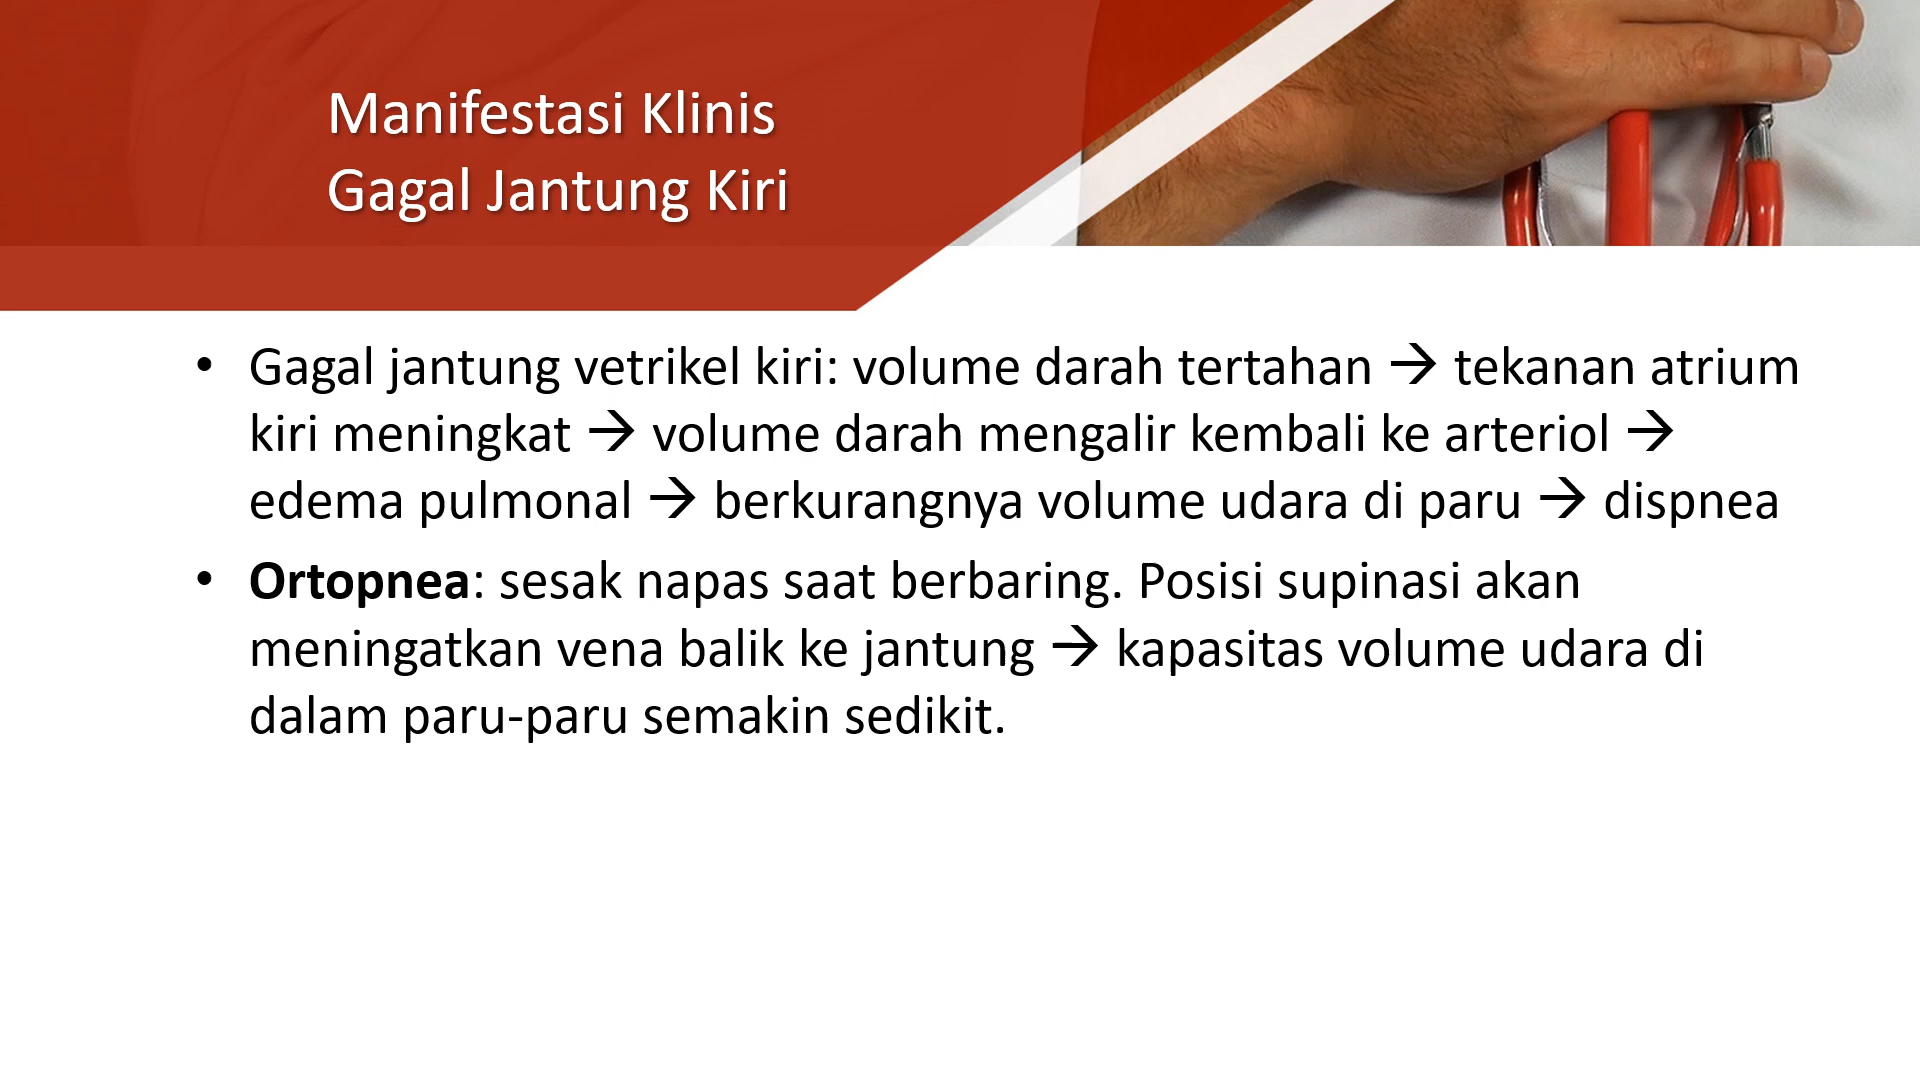 Manifestasi Klinis
Gagal Jantung Kiri
• Gagal jantung vetrikel kiri: volume darah tertahan → tekanan atrium
kiri meningkat → volume darah mengalir kembali ke arteriol →
edema pulmonal → berkurangnya volume udara di paru → dispnea
• Ortopnea: sesak napas saat berbaring. Posisi supinasi akan
meningatkan vena balik ke jantung → kapasitas volume udara di
dalam paru-paru semakin sedikit.